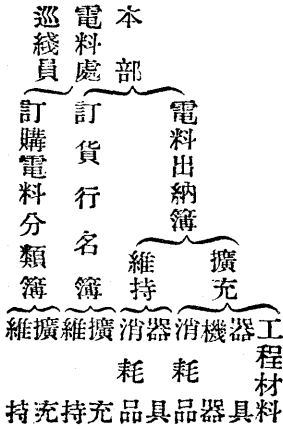 本部
電料處
巡綫員
電料出納簿
訂貨行名簿
訂購電料分類簿
擴充
維持
工程材料
器具
機器
消耗品
器具
消耗品
擴充
維持
擴充
維持